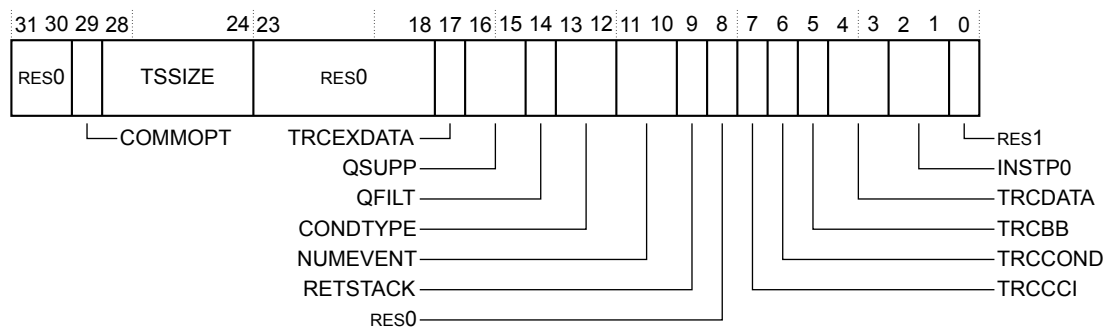 31 30 29 28 24 23 18 17 16 15 14 13 12 11 10 9 8 7 6 5 4 3 2 1 0
RES0 TSSIZE RES0
COMMOPT TRCEXDATA RES1
QSUPP INSTP0
QFILT TRCDATA
CONDTYPE TRCBB
NUMEVENT TRCCOND
RETSTACK TRCCCI
RES0